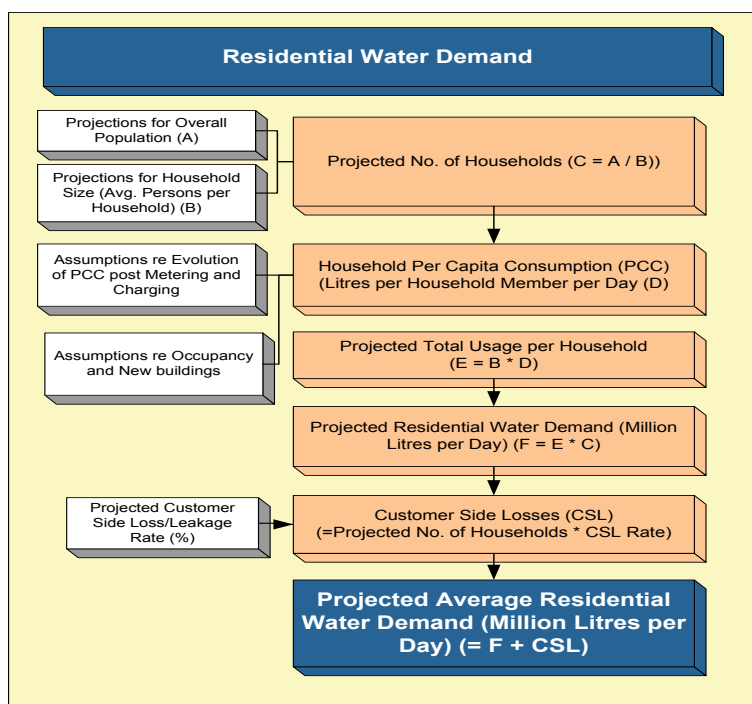 Residential Water Demand
Projections for Overall
Population (A)
Projections for Household
Size (Avg. Persons per
Household) (B)
Projected No. of Households (C = A / B))
Assumptions re Evolution
of PCC post Metering and
Charging
Household Per Capita Consumption (PCC)
(Litres per Household Member per Day (D)
Assumptions re Occupancy
and New buildings
Projected Total Usage per Household
(E = B * D)
Projected Residential Water Demand (Million
Litres per Day) (F = E * C)
Projected Customer
Side Loss/Leakage
Rate (%)
Customer Side Losses (CSL)
(=Projected No. of Households * CSL Rate)
Projected Average Residential
Water Demand (Million Litres per
Day) (= F + CSL)